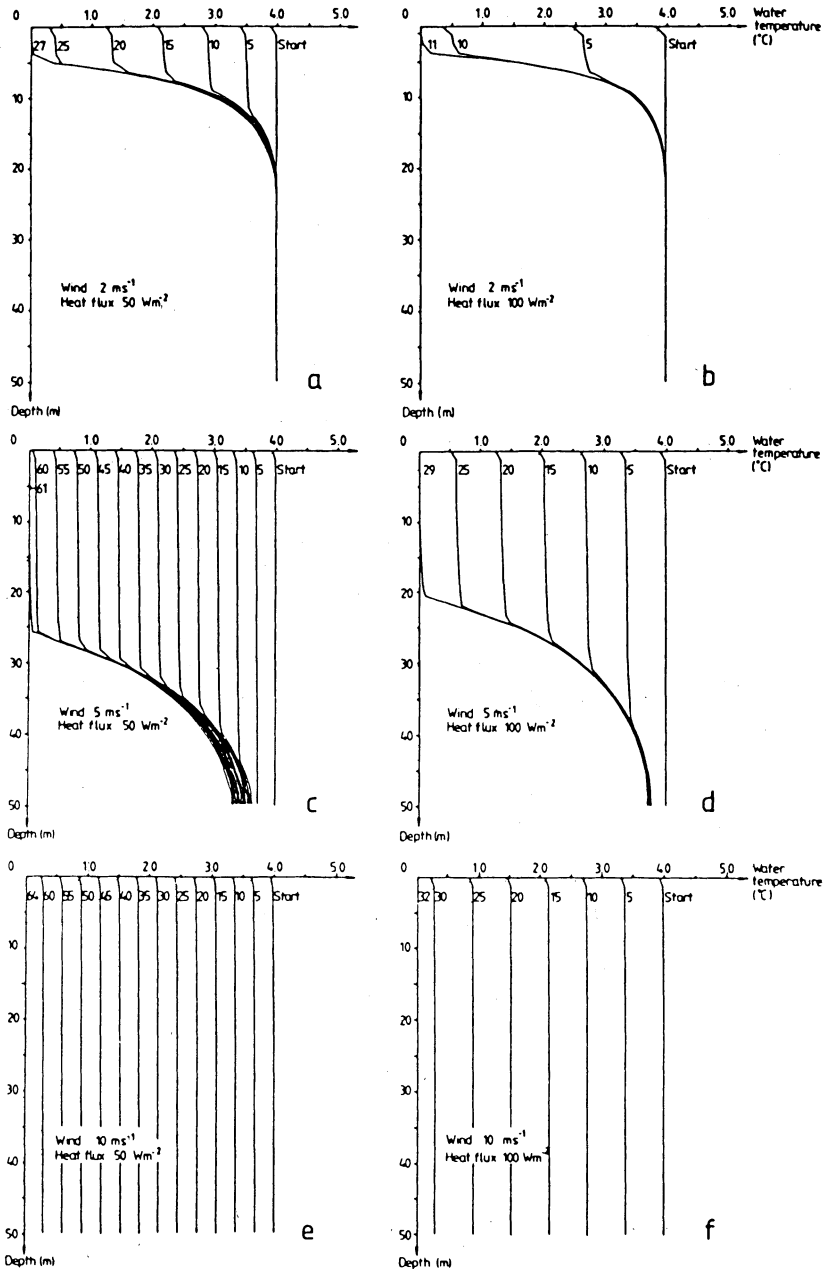 0 1.0 2.0 3.0 4.0 5.0
27 25 20 15 10 5 Start
10
20
30
40
50
Wind 2 ms⁻¹
Heat flux 50 Wm⁻²
a
Depth (m)
0 1.0 2.0 3.0 4.0 5.0 Water temperature (°C)
11 10 5 Start
10
20
30
40
50
Wind 2 ms⁻¹
Heat flux 100 Wm⁻²
b
Depth (m)
0 1.0 2.0 3.0 4.0 5.0
60 55 50 45 40 35 30 25 20 15 10 5 Start
61
10
20
30
40
50
Wind 5 ms⁻¹
Heat flux 50 Wm⁻²
c
Depth (m)
0 1.0 2.0 3.0 4.0 5.0 Water temperature (°C)
29 25 20 15 10 5 Start
10
20
30
40
50
Wind 5 ms⁻¹
Heat flux 100 Wm⁻²
d
Depth (m)
0 1.0 2.0 3.0 4.0 5.0
64 60 55 50 45 40 35 30 25 20 15 10 5 Start
10
20
30
40
50
Wind 10 ms⁻¹
Heat flux 50 Wm⁻²
e
Depth (m)
0 1.0 2.0 3.0 4.0 5.0 Water temperature (°C)
32 30 25 20 15 10 5 Start
10
20
30
40
50
Wind 10 ms⁻¹
Heat flux 100 Wm⁻²
f
Depth (m)